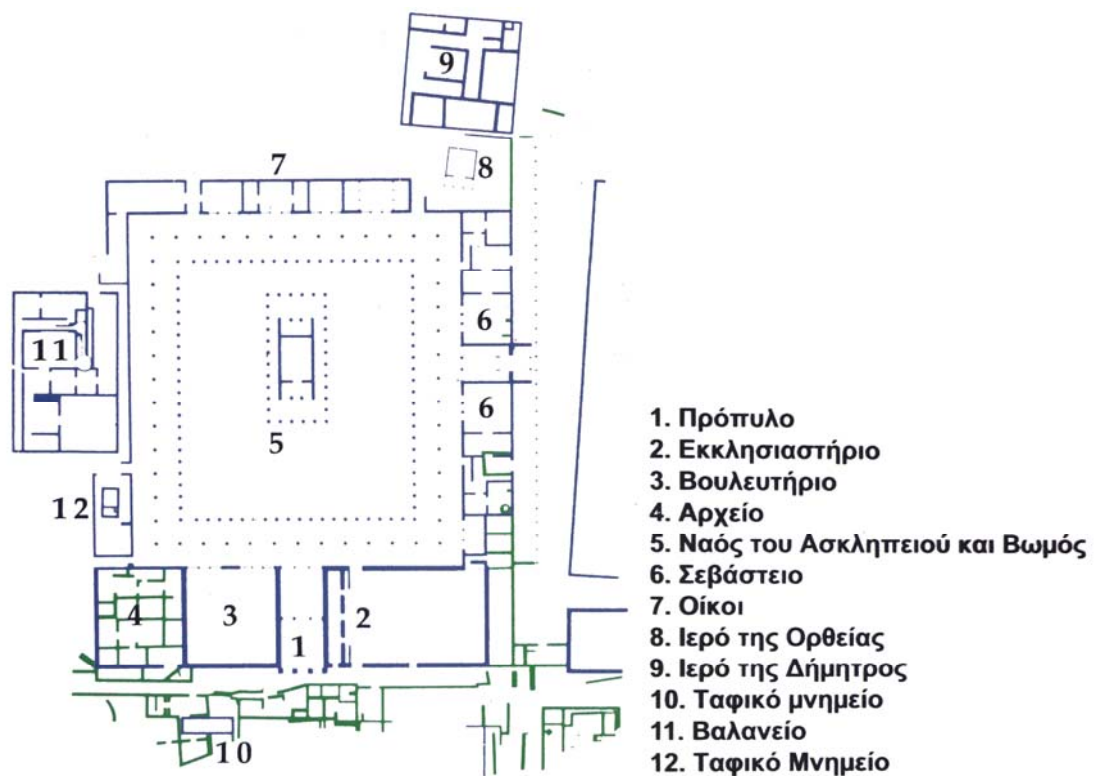 9
7
8
6
11
6
5
12
4
3
2
1
10
1. Πρόπυλο
2. Εκκλησιαστήριο
3. Βουλευτήριο
4. Αρχείο
5. Ναός του Ασκληπειού και Βωμός
6. Σεβάστειο
7. Οίκοι
8. Ιερό της Ορθείας
9. Ιερό της Δήμητρος
10. Ταφικό μνημείο
11. Βαλανείο
12. Ταφικό Μνημείο